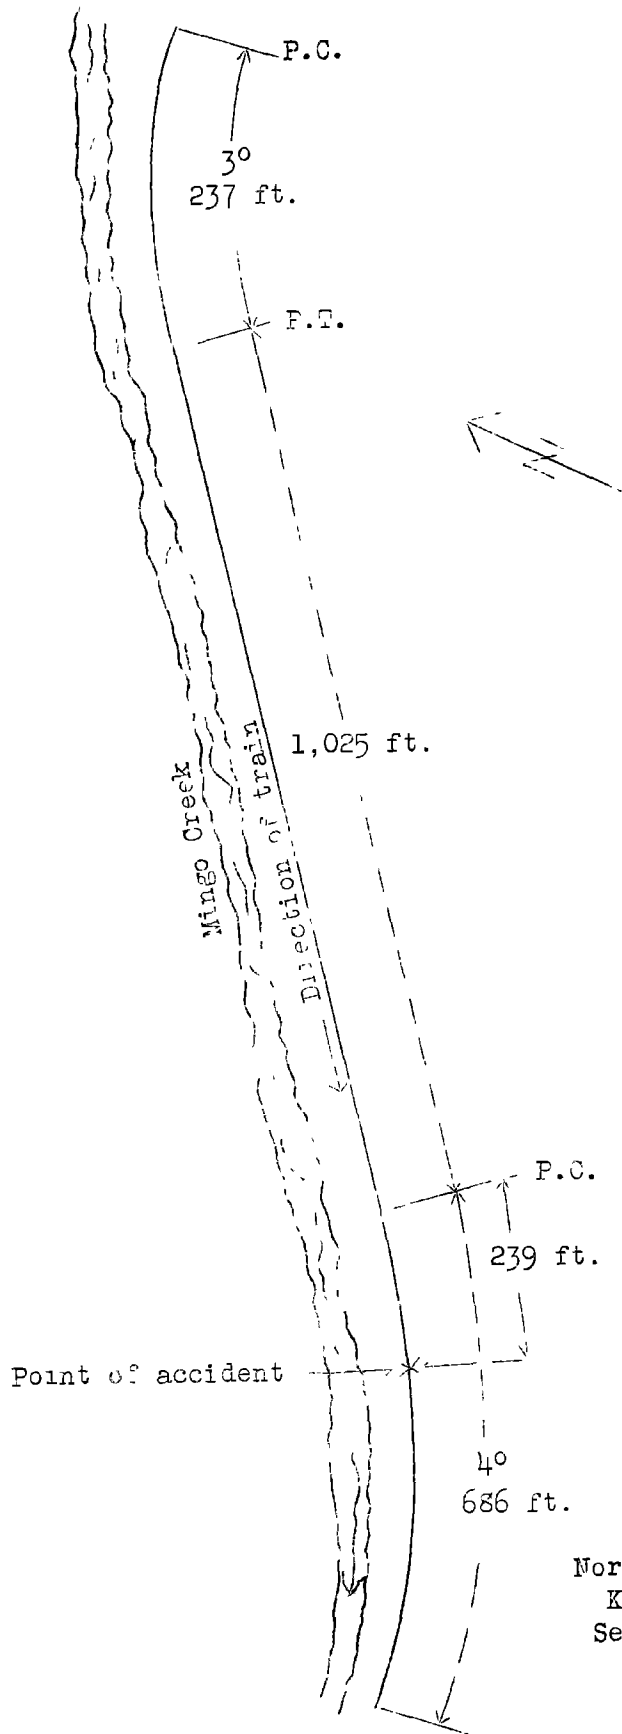 P.C.
3°
237 ft.
P.T.
1,025 ft.
Mingo Creek
Direction of train
P.C.
239 ft.
Point of accident
4°
686 ft.
Nor
K
Se